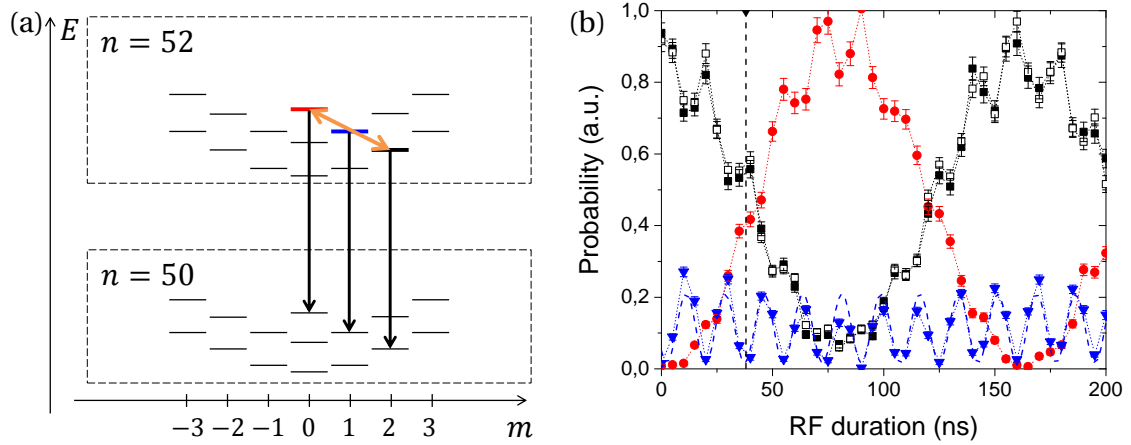 (a)
E
n = 52
n = 50
−3 −2 −1 0 1 2 3 m
(b)
Probability (a.u.)
1,0
0,8
0,6
0,4
0,2
0,0
0 50 100 150 200
RF duration (ns)